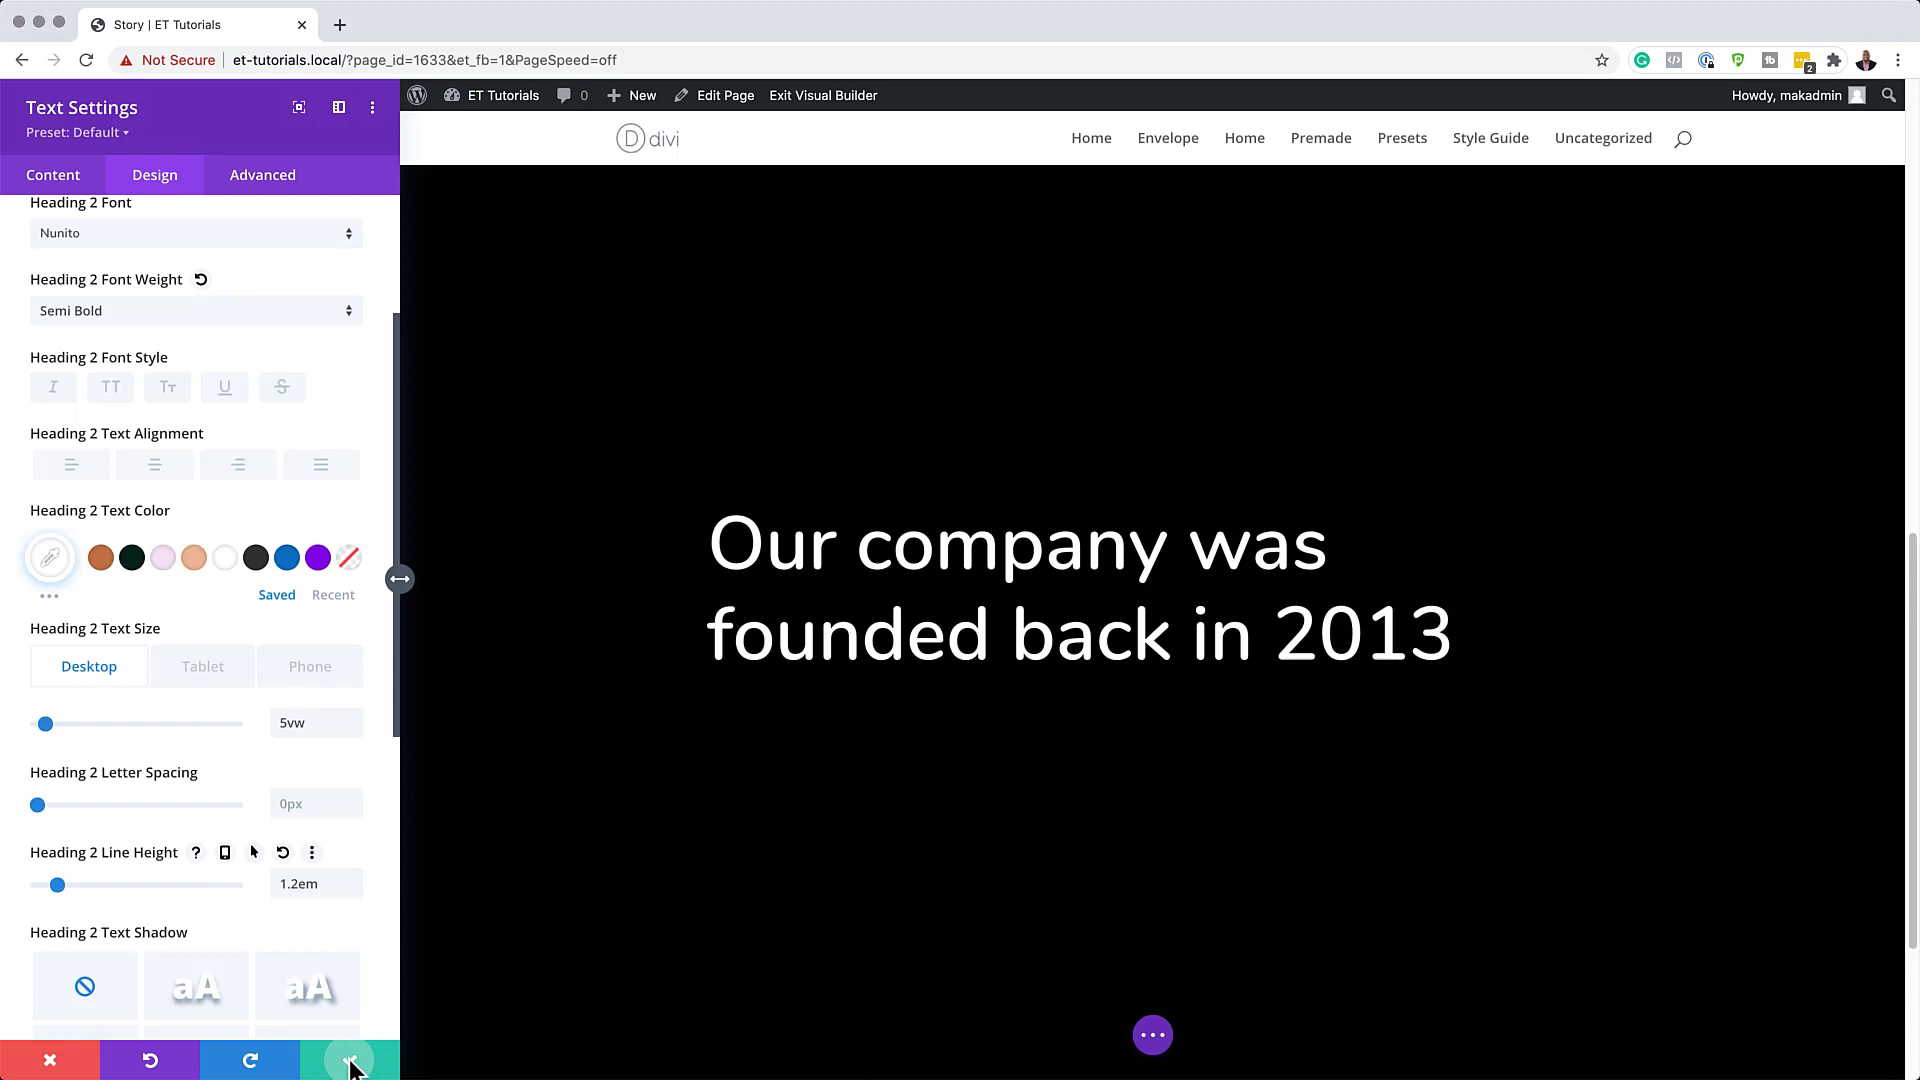 Story | ET Tutorials
Not Secure
et-tutorials.local/?page_id=1633&et_fb=1&PageSpeed=off
2
Text Settings
Preset: Default
ET Tutorials
0
New
Edit Page
Exit Visual Builder
Howdy, makadmin
D divi
Home
Envelope
Home
Premade
Presets
Style Guide
Uncategorized
Content
Design
Advanced
Heading 2 Font
Nunito
Heading 2 Font Weight
Semi Bold
Heading 2 Font Style
I
TT
Tт
U
S
Heading 2 Text Alignment
Heading 2 Text Color
Saved
Recent
Heading 2 Text Size
Desktop
Tablet
Phone
5vw
Heading 2 Letter Spacing
0px
Heading 2 Line Height
?
1.2em
Heading 2 Text Shadow
aA
aA
Our company was
founded back in 2013